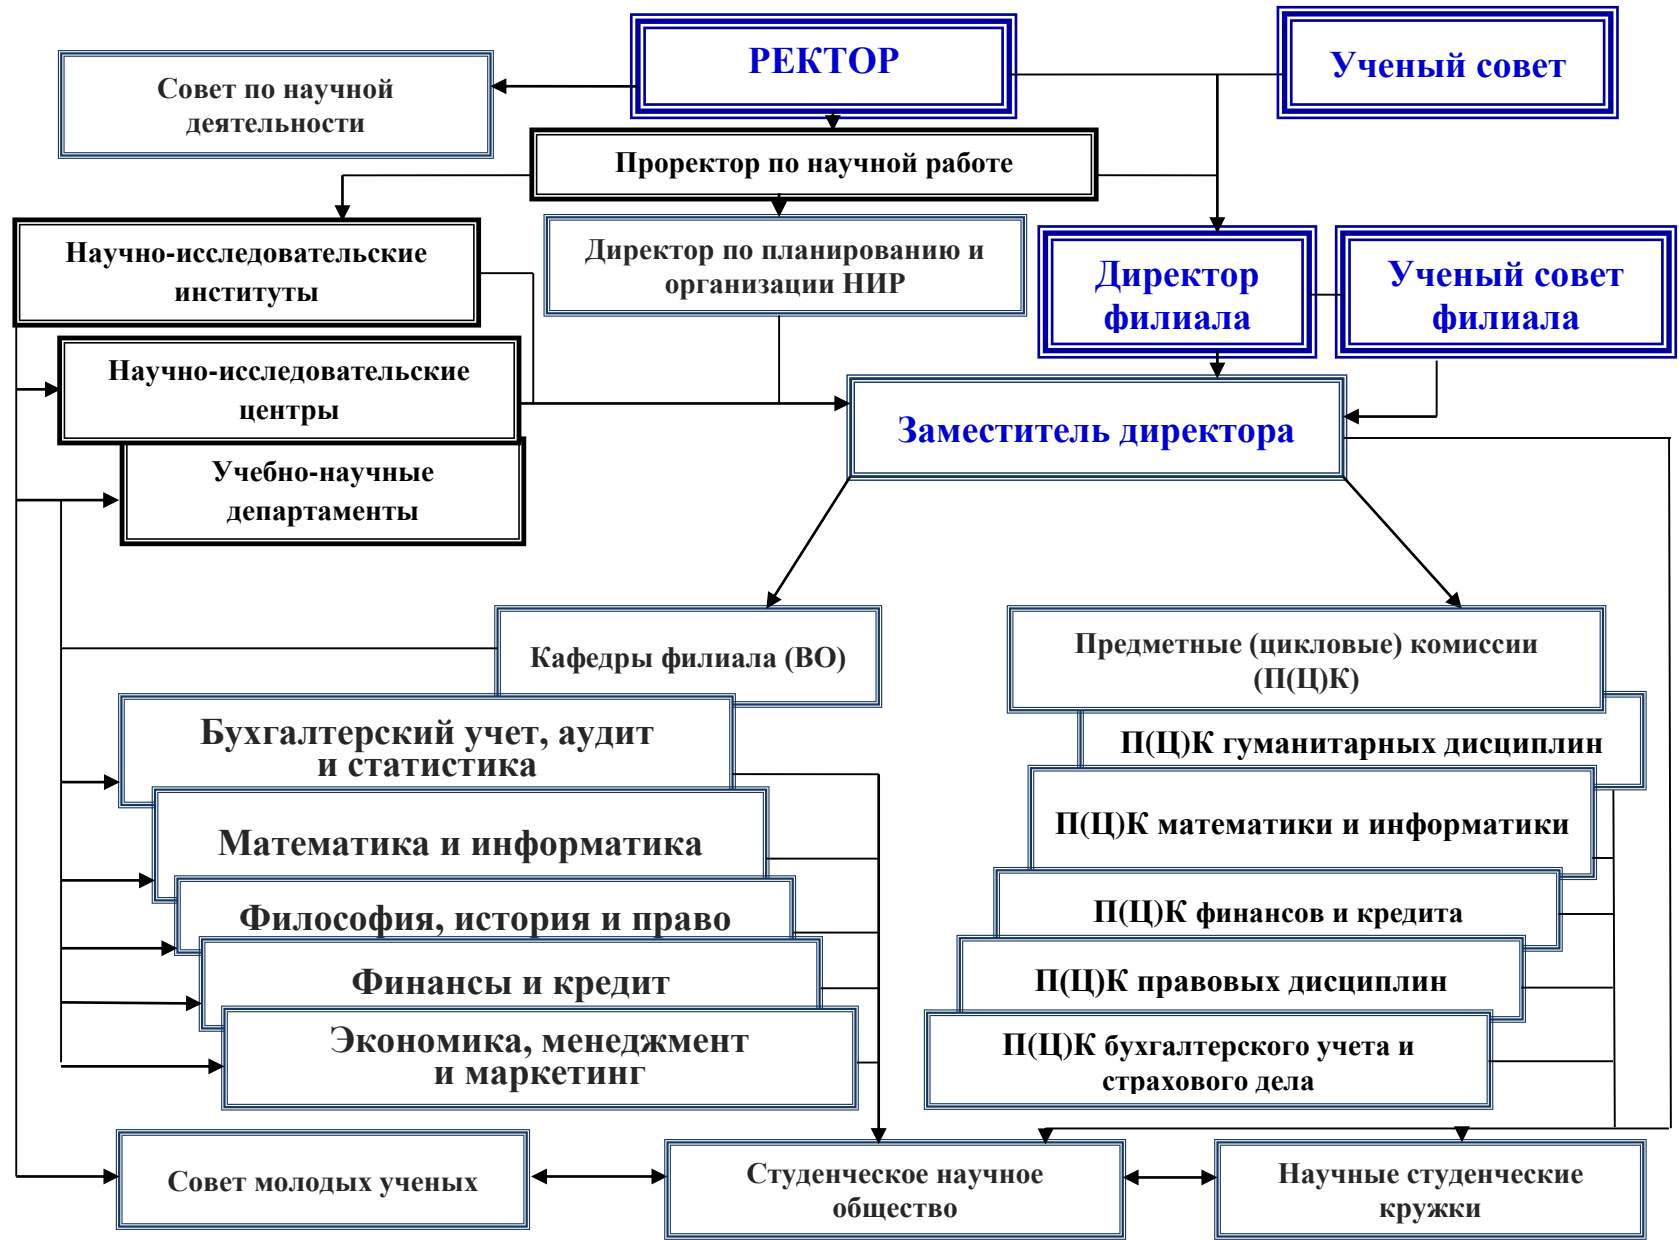 РЕКТОР
Ученый совет
Совет по научной
деятельности
Проректор по научной работе
Научно-исследовательские
институты
Директор по планированию и
организации НИР
Директор
филиала
Ученый совет
филиала
Научно-исследовательские
центры
Заместитель директора
Учебно-научные
департаменты
Кафедры филиала (ВО)
Предметные (цикловые) комиссии
(П(Ц)К)
Бухгалтерский учет, аудит
и статистика
П(Ц)К гуманитарных дисциплин
Математика и информатика
П(Ц)К математики и информатики
Философия, история и право
П(Ц)К финансов и кредита
Финансы и кредит
П(Ц)К правовых дисциплин
Экономика, менеджмент
и маркетинг
П(Ц)К бухгалтерского учета и
страхового дела
Совет молодых ученых
Студенческое научное
общество
Научные студенческие
кружки